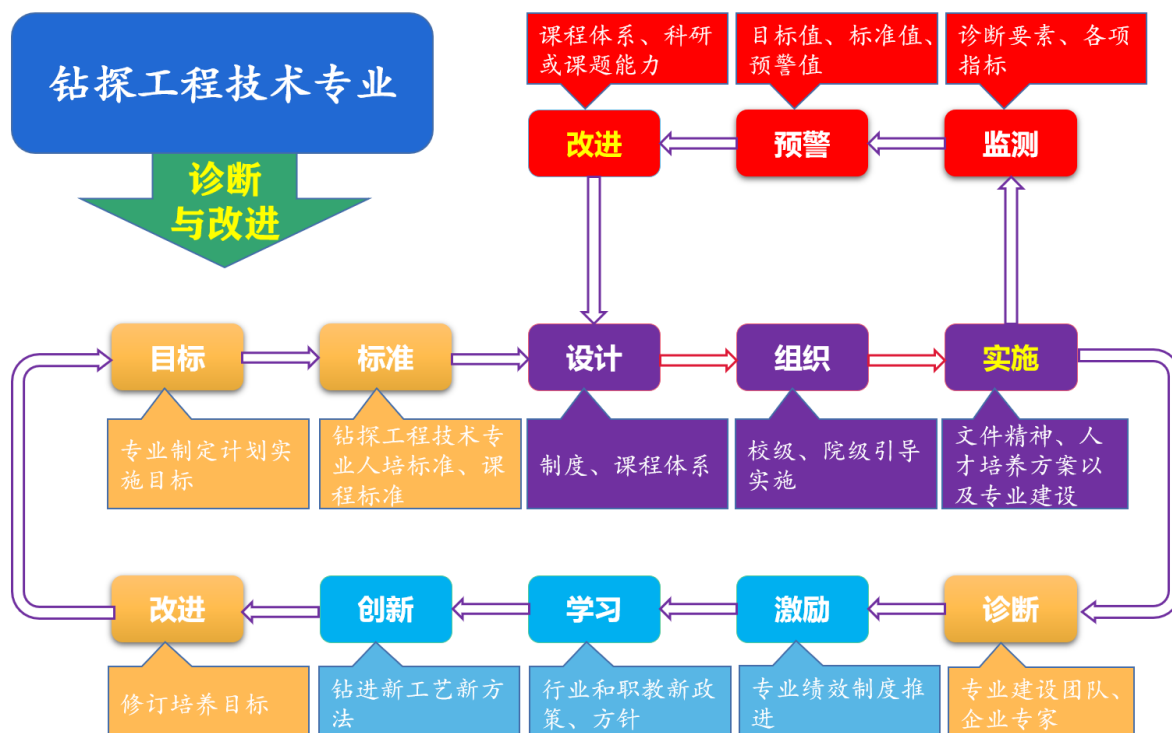 钻探工程技术专业
诊断
与改进
课程体系、科研
或课题能力
目标值、标准值、
预警值
诊断要素、各项
指标
改进
预警
监测
目标
标准
设计
组织
实施
专业制定计划实
施目标
钻探工程技术专
业人培标准、课
程标准
制度、课程体系
校级、院级引导
实施
文件精神、人
才培养方案以
及专业建设
改进
创新
学习
激励
诊断
修订培养目标
钻进新工艺新方
法
行业和职教新政
策、方针
专业绩效制度推
进
专业建设团队、
企业专家